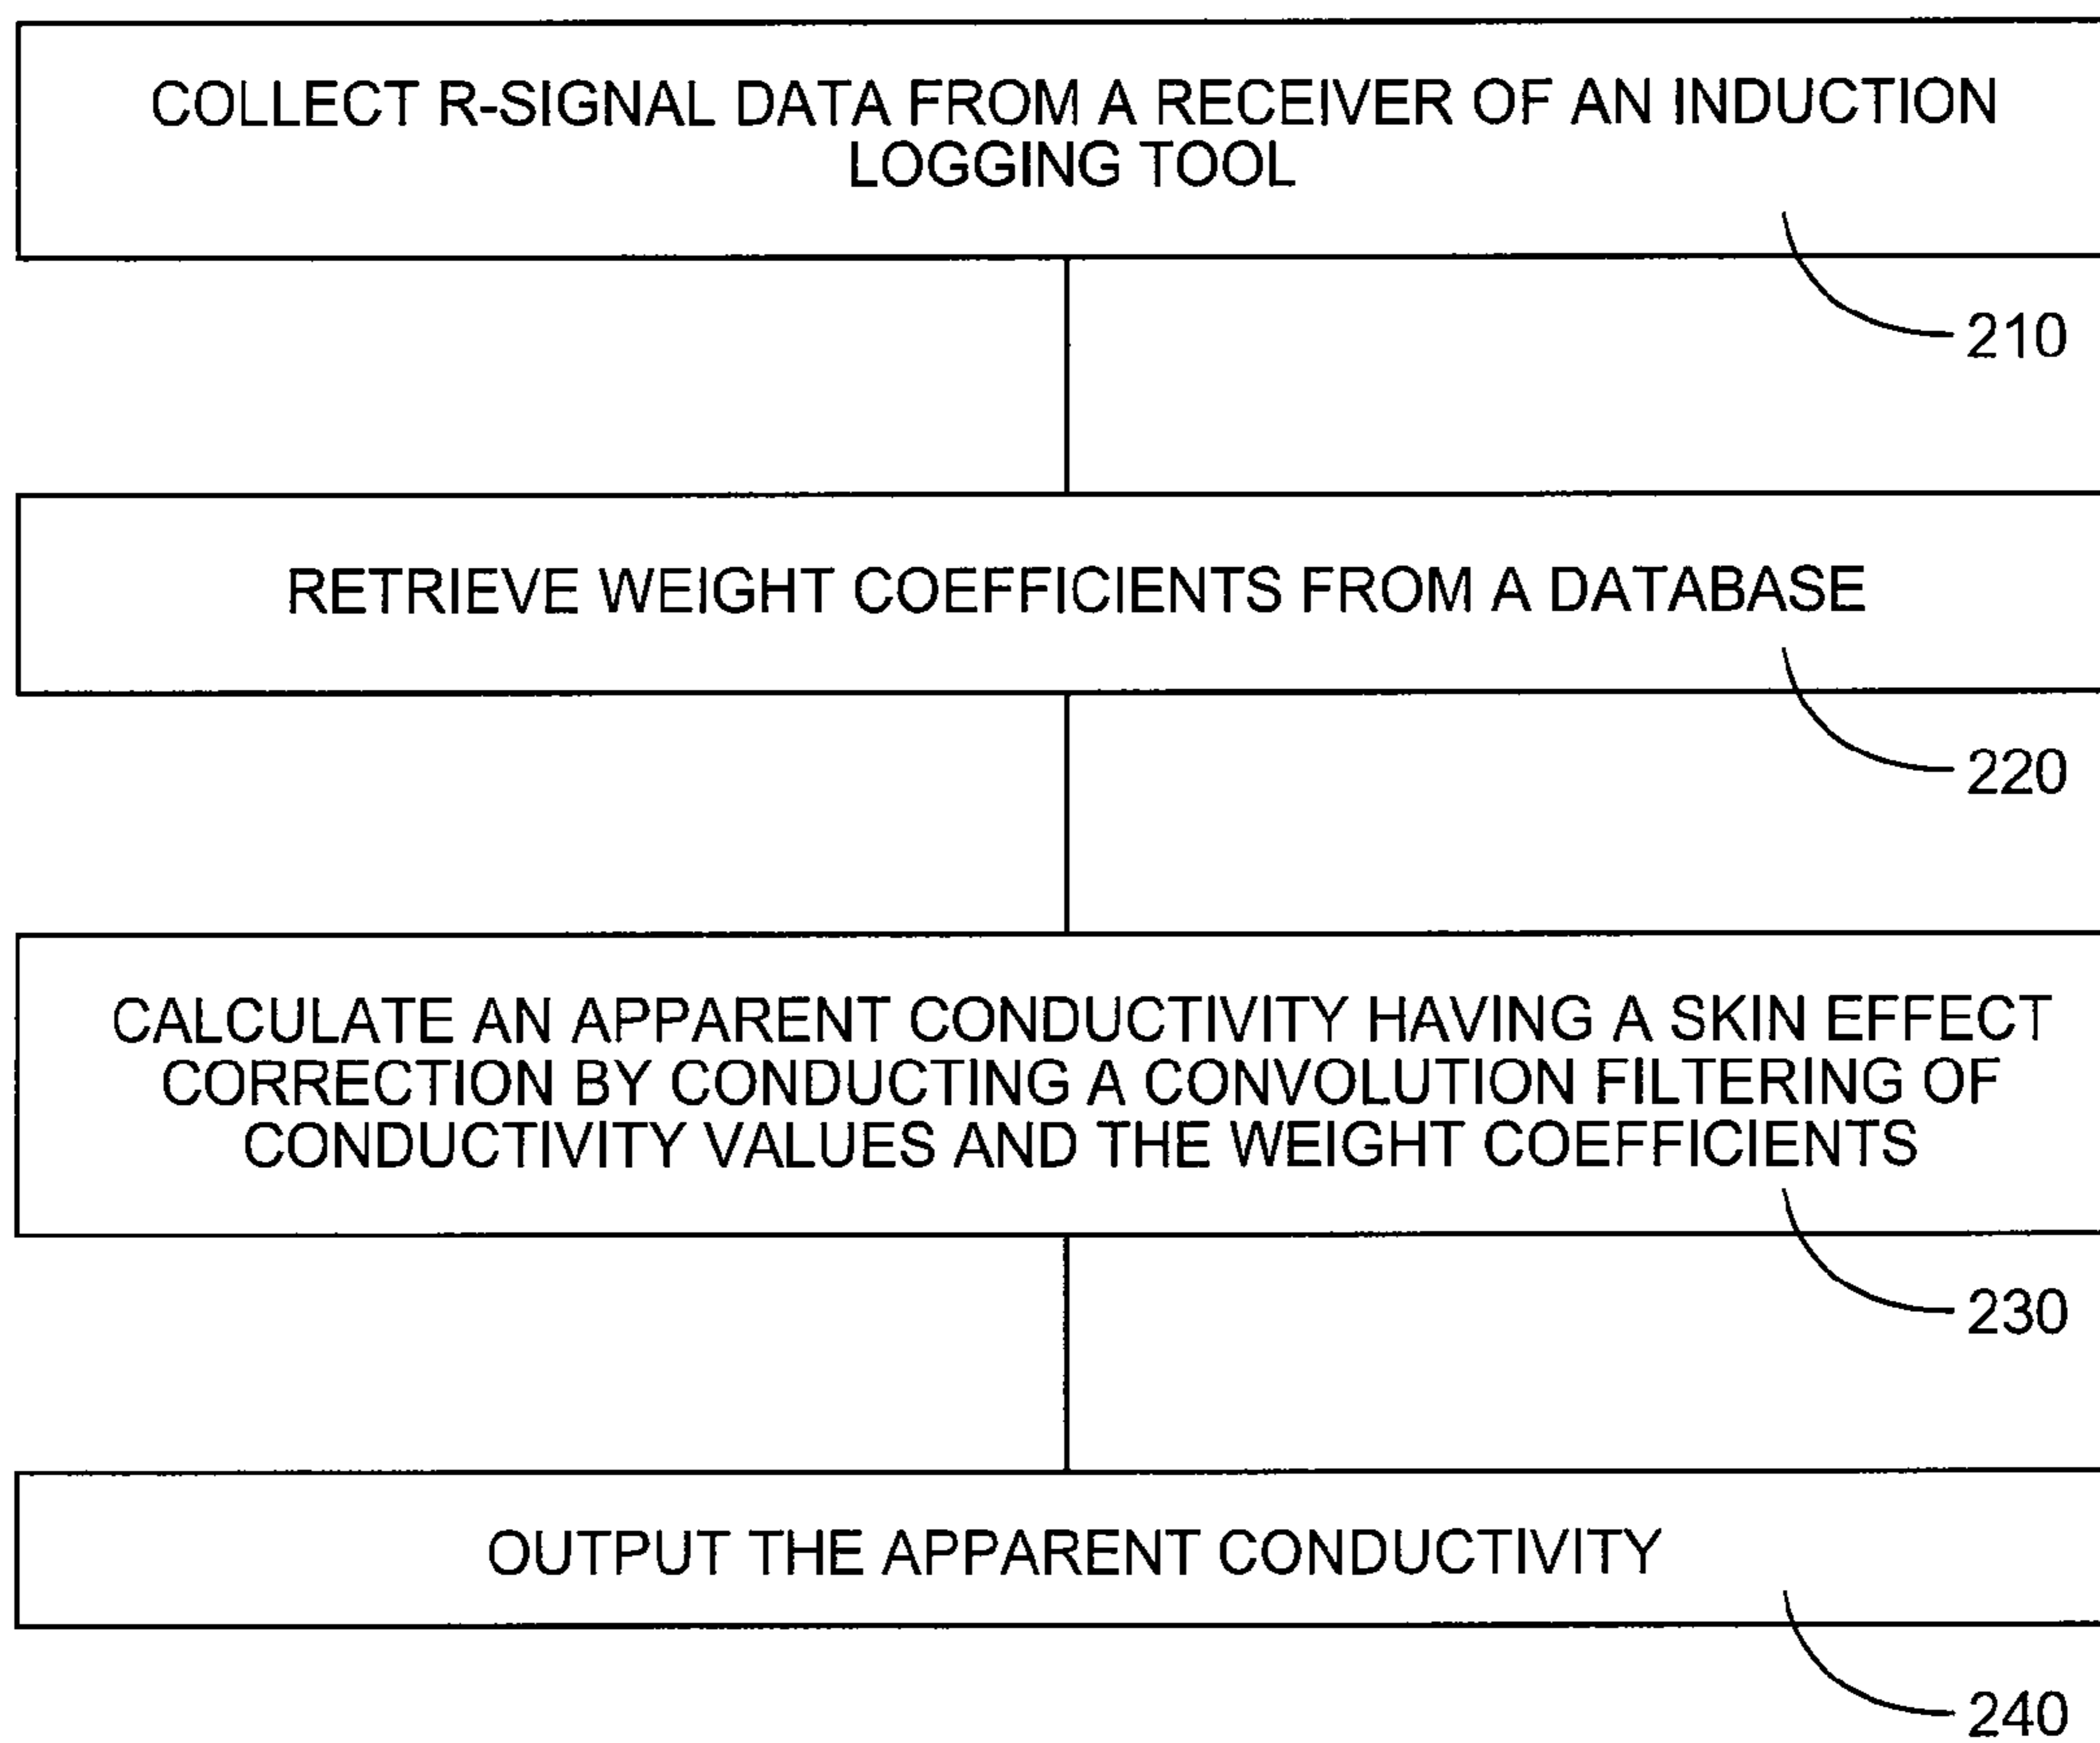 COLLECT R-SIGNAL DATA FROM A RECEIVER OF AN INDUCTION
LOGGING TOOL
210
RETRIEVE WEIGHT COEFFICIENTS FROM A DATABASE
220
CALCULATE AN APPARENT CONDUCTIVITY HAVING A SKIN EFFECT
CORRECTION BY CONDUCTING A CONVOLUTION FILTERING OF
CONDUCTIVITY VALUES AND THE WEIGHT COEFFICIENTS
230
OUTPUT THE APPARENT CONDUCTIVITY
240